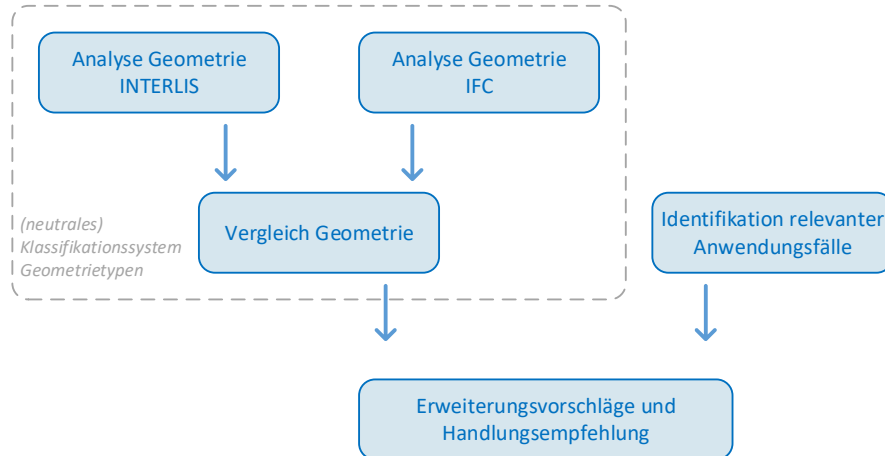 Analyse Geometrie
INTERLIS
Analyse Geometrie
IFC
(neutrales)
Klassifikationssystem
Geometrietypen
Vergleich Geometrie
Identifikation relevanter
Anwendungsfälle
Erweiterungsvorschläge und
Handlungsempfehlung